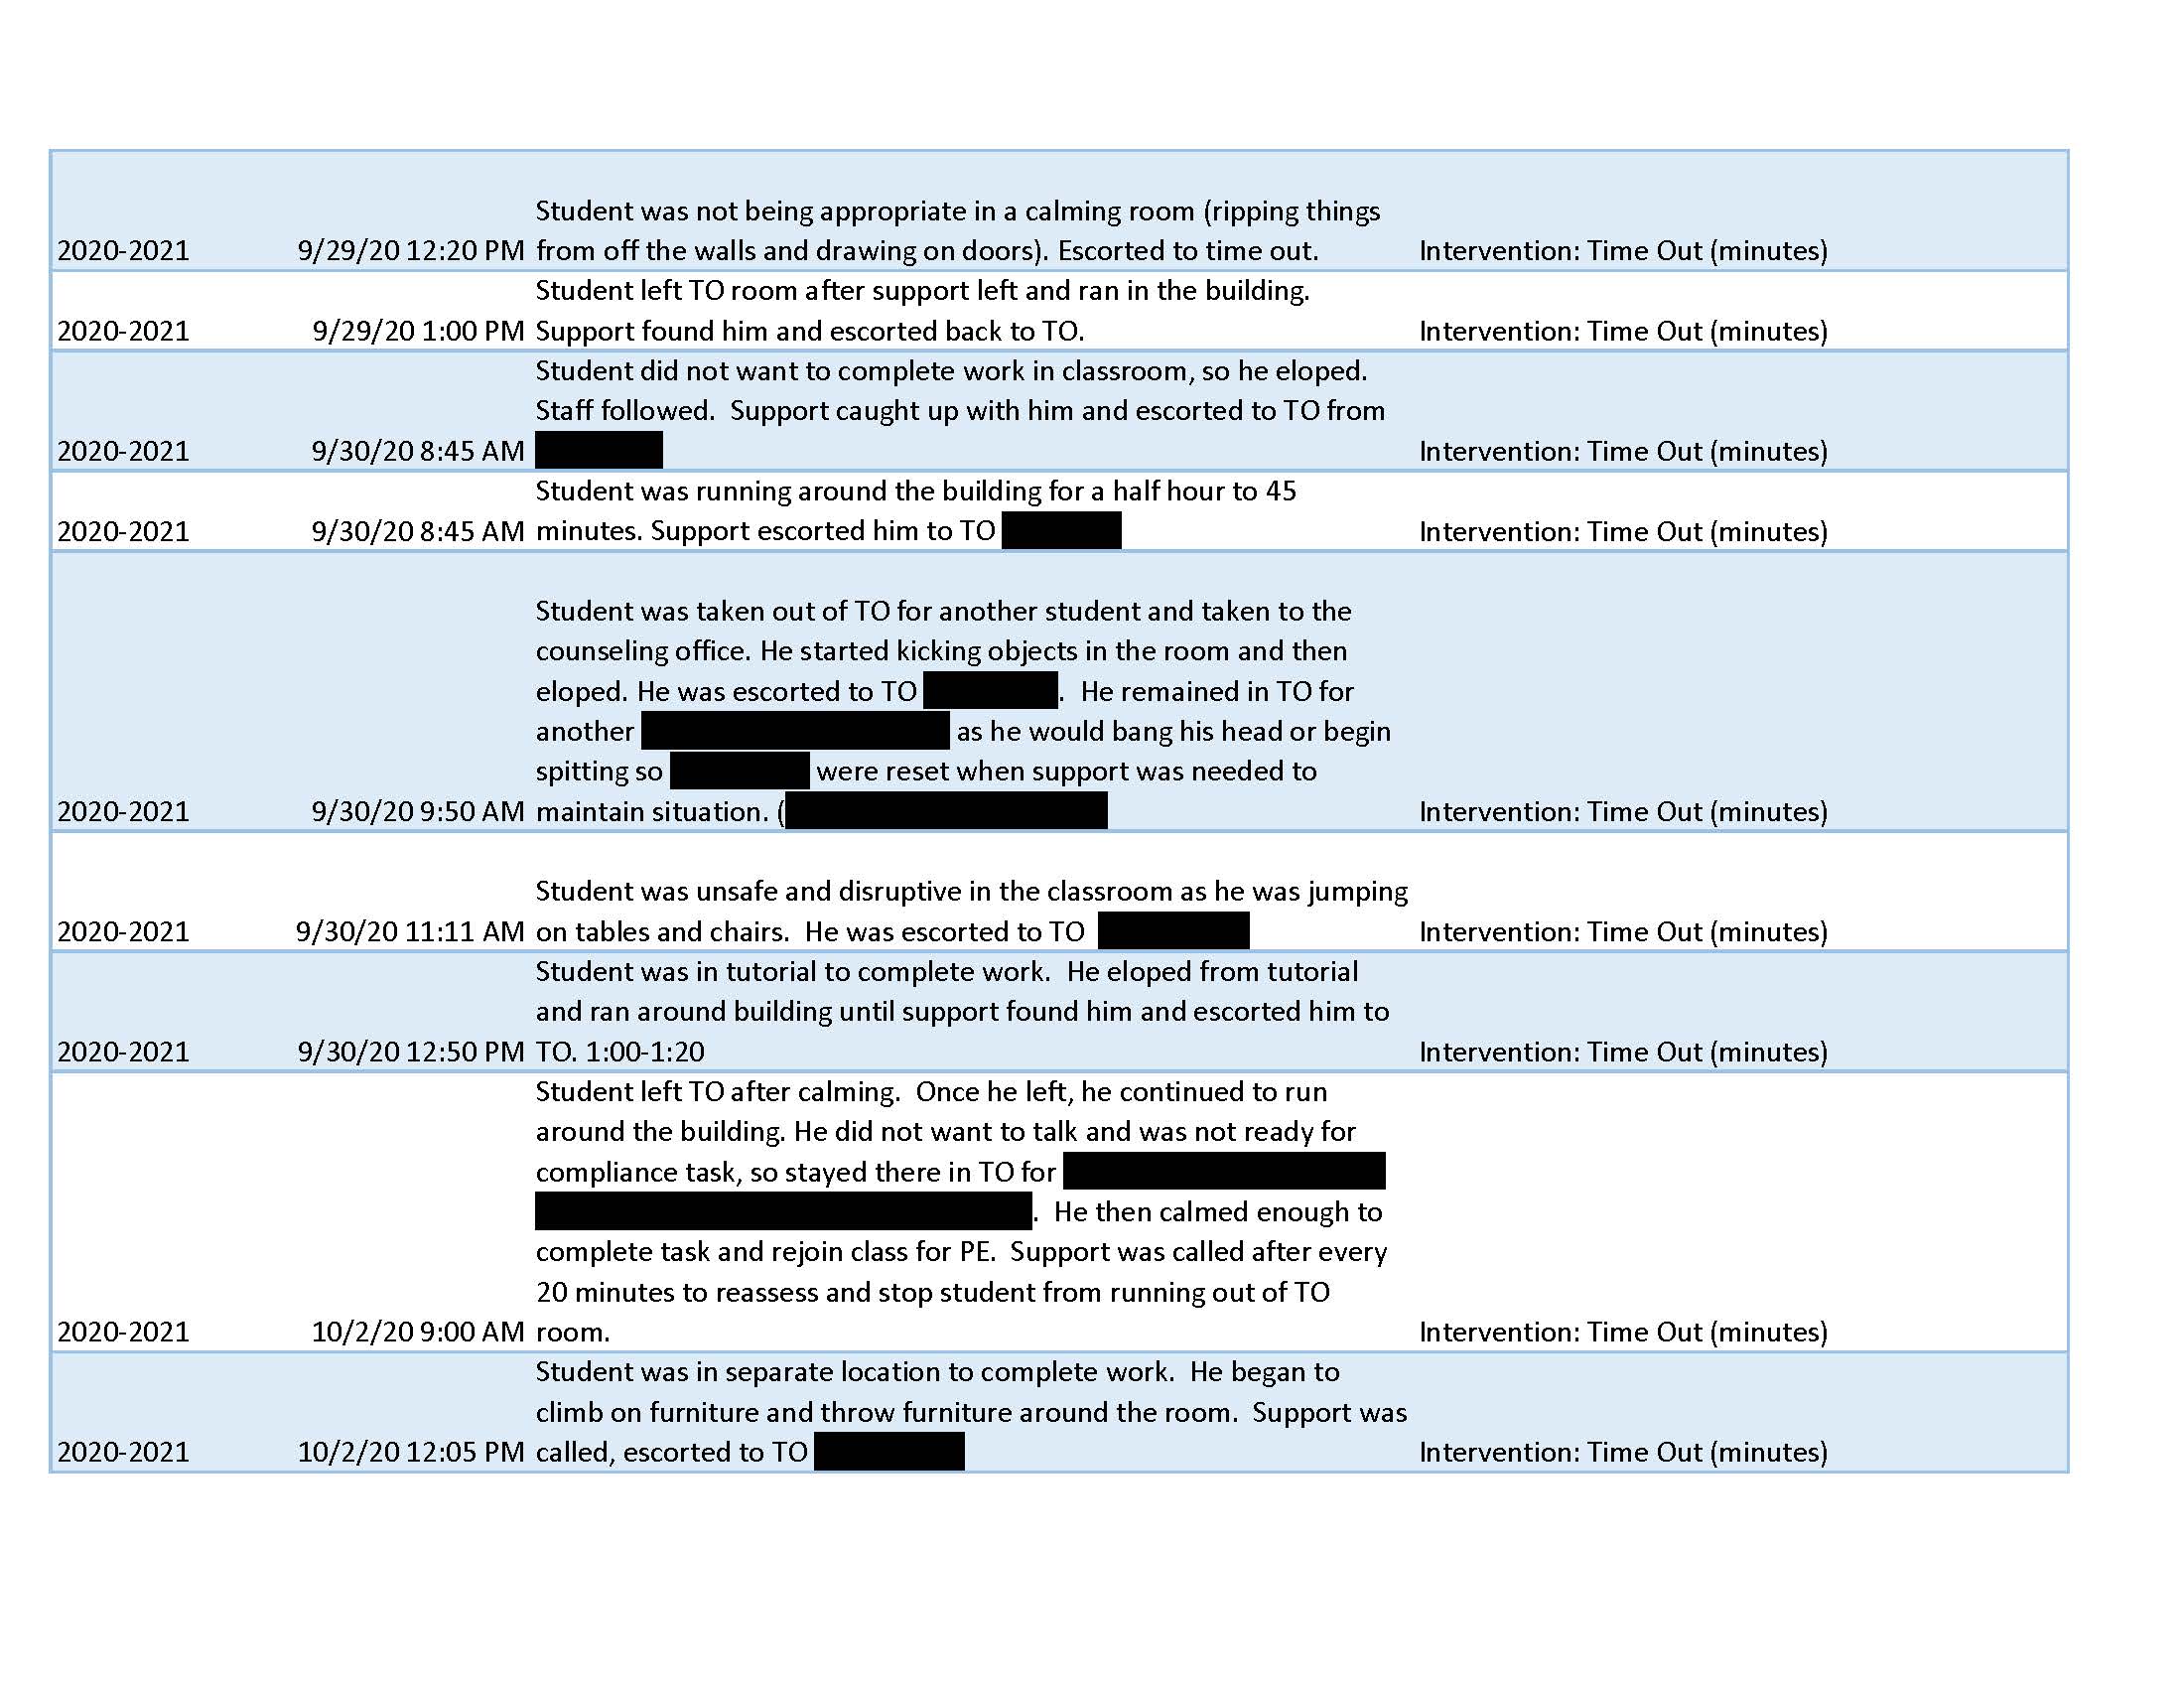 Student was not being appropriate in a calming room (ripping things
2020-2021 9/29/20 12:20 PM from off the walls and drawing on doors). Escorted to time out. Intervention: Time Out (minutes)
Student left TO room after support left and ran in the building.
2020-2021 9/29/20 1:00 PM Support found him and escorted back to TO. Intervention: Time Out (minutes)
Student did not want to complete work in classroom, so he eloped.
Staff followed.  Support caught up with him and escorted to TO from
2020-2021 9/30/20 8:45 AM Intervention: Time Out (minutes)
Student was running around the building for a half hour to 45
2020-2021 9/30/20 8:45 AM minutes. Support escorted him to TO Intervention: Time Out (minutes)
Student was taken out of TO for another student and taken to the
counseling office. He started kicking objects in the room and then
eloped. He was escorted to TO .  He remained in TO for
another as he would bang his head or begin
spitting so were reset when support was needed to
2020-2021 9/30/20 9:50 AM maintain situation. ( Intervention: Time Out (minutes)
Student was unsafe and disruptive in the classroom as he was jumping
2020-2021 9/30/20 11:11 AM on tables and chairs.  He was escorted to TO Intervention: Time Out (minutes)
Student was in tutorial to complete work.  He eloped from tutorial
and ran around building until support found him and escorted him to
2020-2021 9/30/20 12:50 PM TO. 1:00-1:20 Intervention: Time Out (minutes)
Student left TO after calming.  Once he left, he continued to run
around the building. He did not want to talk and was not ready for
compliance task, so stayed there in TO for
.  He then calmed enough to
complete task and rejoin class for PE.  Support was called after every
20 minutes to reassess and stop student from running out of TO
2020-2021 10/2/20 9:00 AM room. Intervention: Time Out (minutes)
Student was in separate location to complete work.  He began to
climb on furniture and throw furniture around the room.  Support was
2020-2021 10/2/20 12:05 PM called, escorted to TO Intervention: Time Out (minutes)